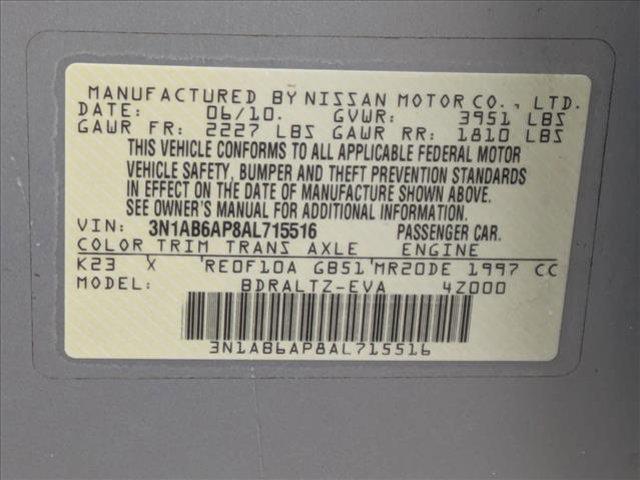 MANUFACTURED BY NISSAN MOTOR CO., LTD.
DATE: 06/10. GVWR: 3951 LBS
GAWR FR: 2227 LBS GAWR RR: 1810 LBS
THIS VEHICLE CONFORMS TO ALL APPLICABLE FEDERAL MOTOR
VEHICLE SAFETY, BUMPER AND THEFT PREVENTION STANDARDS
IN EFFECT ON THE DATE OF MANUFACTURE SHOWN ABOVE.
SEE OWNER'S MANUAL FOR ADDITIONAL INFORMATION.
VIN: 3N1AB6AP8AL715516 PASSENGER CAR.
COLOR TRIM TRANS AXLE ENGINE
K23 X 'RE0F10A GB51'MR20DE 1997 CC
MODEL: BDRALTZ-EVA 4Z000
3N1AB6AP8AL715516